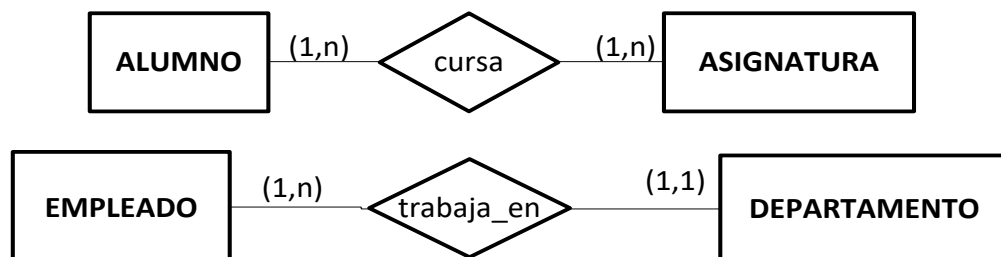 ALUMNO (1,n) cursa (1,n) ASIGNATURA
EMPLEADO (1,n) trabaja_en (1,1) DEPARTAMENTO